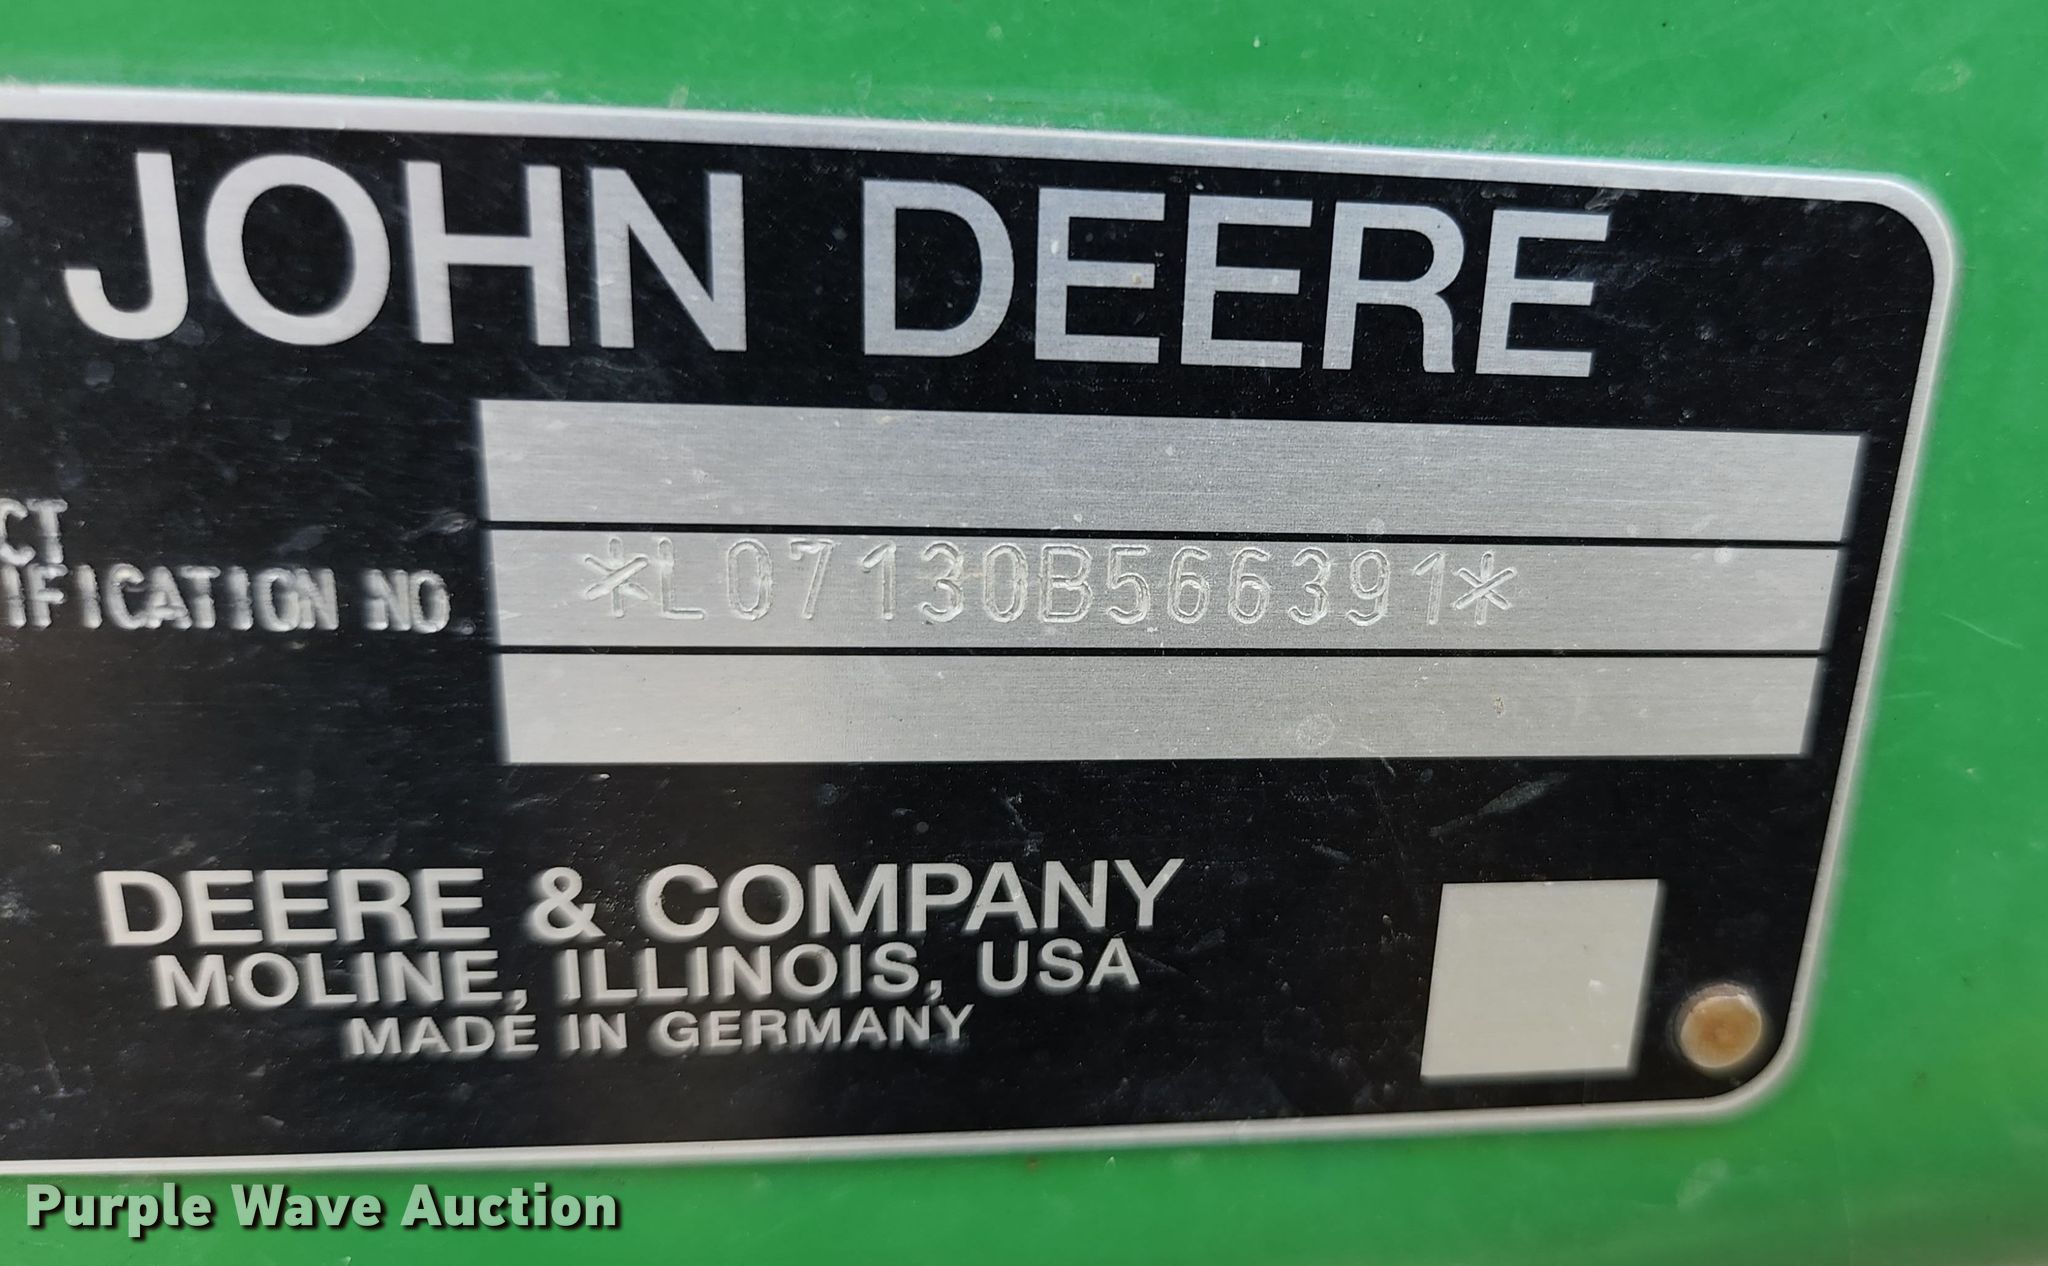 JOHN DEERE
CT
IFICATION NO
*L07130B566391*
DEERE & COMPANY
MOLINE, ILLINOIS, USA
MADE IN GERMANY
Purple Wave Auction